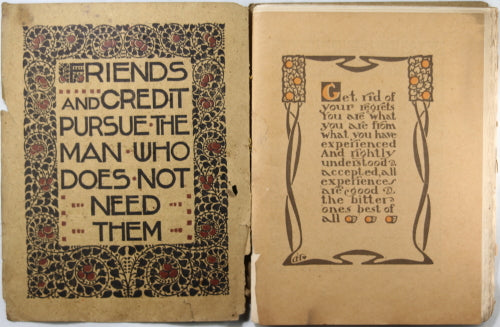 FRIENDS
AND CREDIT
PURSUE·THE
MAN·WHO
DOES·NOT
NEED
THEM
Get rid of
your regrets
You are what
you are from
what you have
experienced
And rightly
understood &
accepted, all
experiences
are good &
the bitter
ones best of
all